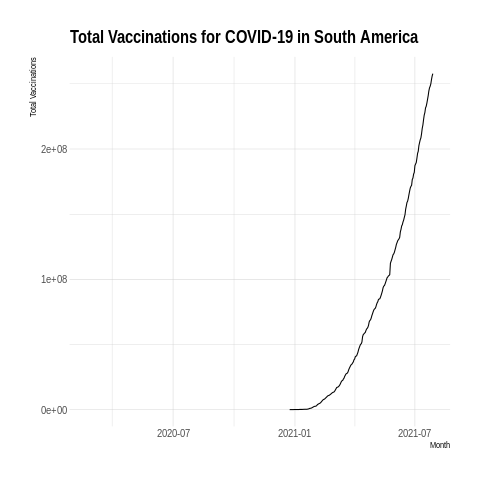 Total Vaccinations for COVID-19 in South America
Total Vaccinations
2e+08
1e+08
0e+00
2020-07
2021-01
2021-07
Month